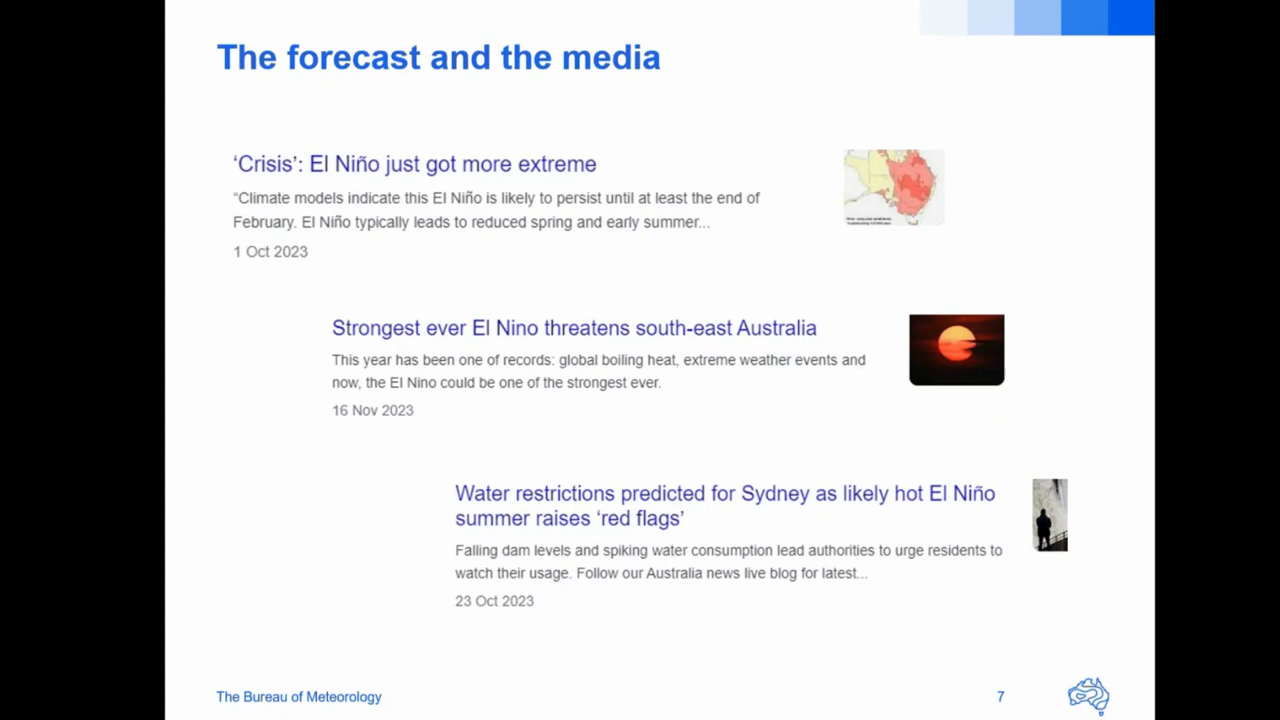 The forecast and the media
‘Crisis’: El Niño just got more extreme
“Climate models indicate this El Niño is likely to persist until at least the end of
February. El Niño typically leads to reduced spring and early summer...
1 Oct 2023
Strongest ever El Nino threatens south-east Australia
This year has been one of records: global boiling heat, extreme weather events and
now, the El Nino could be one of the strongest ever.
16 Nov 2023
Water restrictions predicted for Sydney as likely hot El Niño
summer raises ‘red flags’
Falling dam levels and spiking water consumption lead authorities to urge residents to
watch their usage. Follow our Australia news live blog for latest...
23 Oct 2023
The Bureau of Meteorology
7